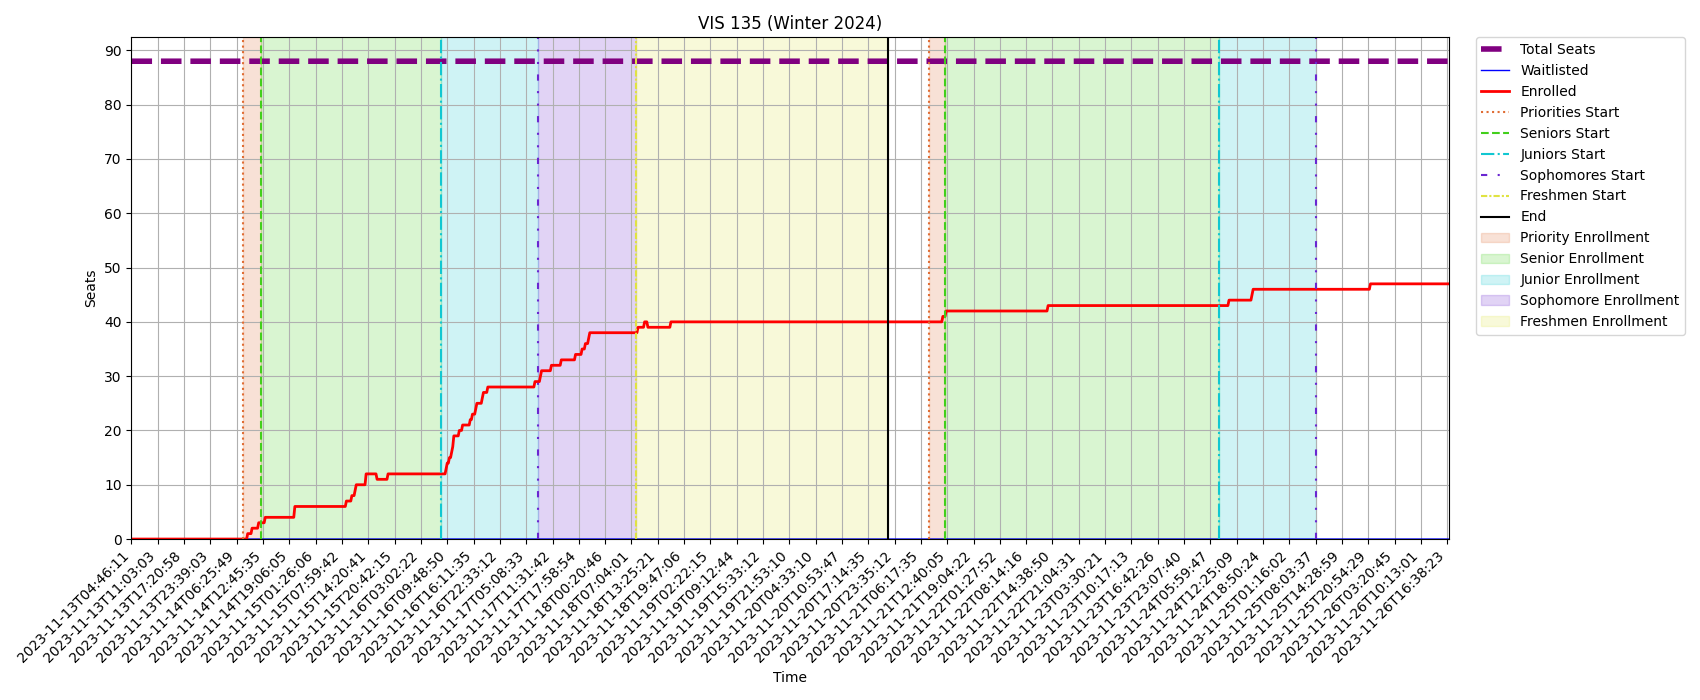 VIS 135 (Winter 2024)
90
80
70
60
50
40
30
20
10
0
Seats
2023-11-13T04:46:11
2023-11-13T11:03:03
2023-11-13T17:20:58
2023-11-13T23:39:03
2023-11-14T06:25:49
2023-11-14T12:45:35
2023-11-14T19:06:05
2023-11-15T01:26:06
2023-11-15T07:59:42
2023-11-15T14:20:41
2023-11-15T20:42:15
2023-11-16T03:02:22
2023-11-16T09:48:50
2023-11-16T16:11:35
2023-11-16T22:33:12
2023-11-17T05:08:33
2023-11-17T11:31:42
2023-11-17T17:58:54
2023-11-18T00:20:46
2023-11-18T07:04:01
2023-11-18T13:25:21
2023-11-18T19:47:06
2023-11-19T02:22:15
2023-11-19T09:12:44
2023-11-19T15:33:12
2023-11-19T21:53:10
2023-11-20T04:33:10
2023-11-20T10:53:47
2023-11-20T17:14:35
2023-11-20T23:35:12
2023-11-21T06:17:35
2023-11-21T12:40:05
2023-11-21T19:04:22
2023-11-22T01:27:52
2023-11-22T08:14:16
2023-11-22T14:38:50
2023-11-22T21:04:31
2023-11-23T03:30:21
2023-11-23T10:17:13
2023-11-23T16:42:26
2023-11-23T23:07:40
2023-11-24T05:59:47
2023-11-24T12:25:09
2023-11-24T18:50:24
2023-11-25T01:16:02
2023-11-25T08:03:37
2023-11-25T14:28:59
2023-11-25T20:54:29
2023-11-26T03:20:45
2023-11-26T10:13:01
2023-11-26T16:38:23
Time
Total Seats
Waitlisted
Enrolled
Priorities Start
Seniors Start
Juniors Start
Sophomores Start
Freshmen Start
End
Priority Enrollment
Senior Enrollment
Junior Enrollment
Sophomore Enrollment
Freshmen Enrollment